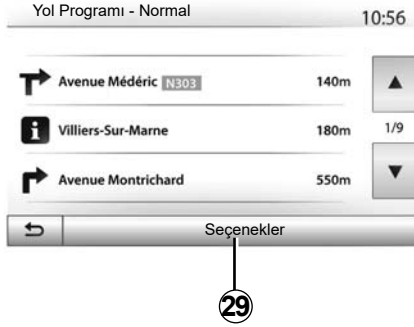 Yol Programı - Normal 10:56
Avenue Médéric N303 140m
Villiers-Sur-Marne 180m 1/9
Avenue Montrichard 550m
Seçenekler
29